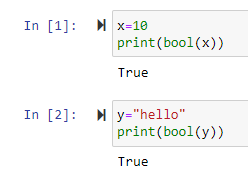 In [1]: x=10
print(bool(x))
True
In [2]: y="hello"
print(bool(y))
True